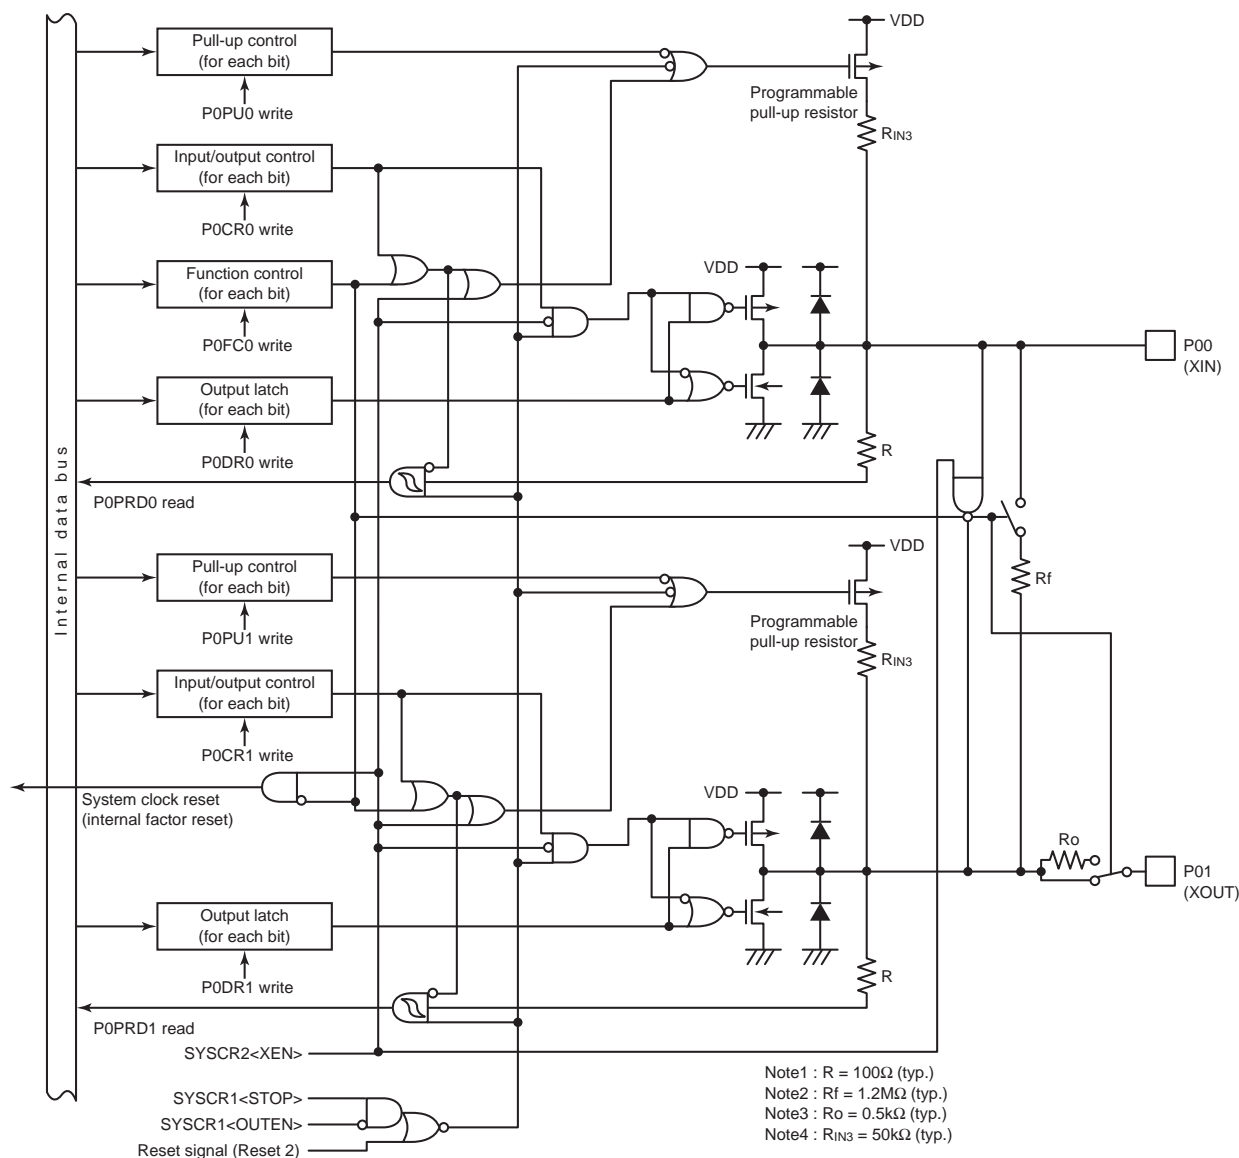 VDD
Pull-up control
(for each bit)
P0PU0 write
Programmable
pull-up resistor
RIN3
Input/output control
(for each bit)
P0CR0 write
Function control
(for each bit)
P0FC0 write
VDD
P00
(XIN)
Output latch
(for each bit)
P0DR0 write
R
P0PRD0 read
Internal data bus
VDD
Pull-up control
(for each bit)
P0PU1 write
Rf
Programmable
pull-up resistor
RIN3
Input/output control
(for each bit)
P0CR1 write
System clock reset
(internal factor reset)
VDD
Ro
P01
(XOUT)
Output latch
(for each bit)
P0DR1 write
R
P0PRD1 read
SYSCR2<XEN>
SYSCR1<STOP>
SYSCR1<OUTEN>
Reset signal (Reset 2)
Note1 : R = 100Ω (typ.)
Note2 : Rf = 1.2MΩ (typ.)
Note3 : Ro = 0.5kΩ (typ.)
Note4 : RIN3 = 50kΩ (typ.)